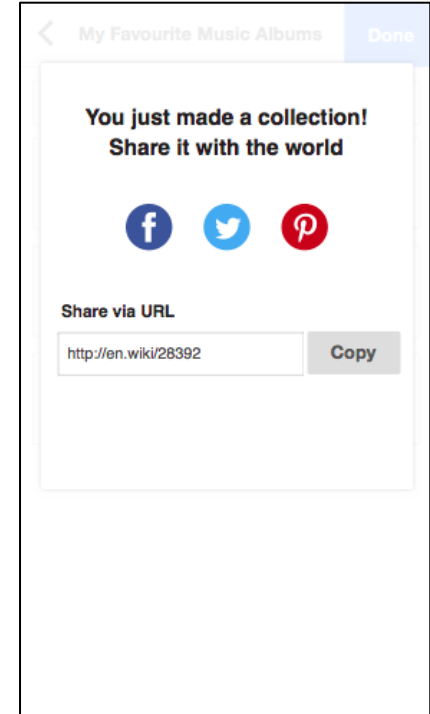 My Favourite Music Albums Done
You just made a collection!
Share it with the world
Share via URL
http://en.wiki/28392 Copy